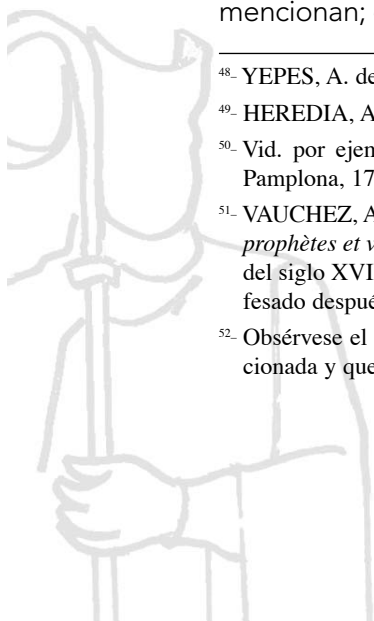 mencionan;
48- YEPES, A. de
49- HEREDIA, A
50- Vid. por ejen
Pamplona, 17
51- VAUCHEZ, A
prophètes et v
del siglo XVI
fesado despué
52- Obsérvese el
cionada y que